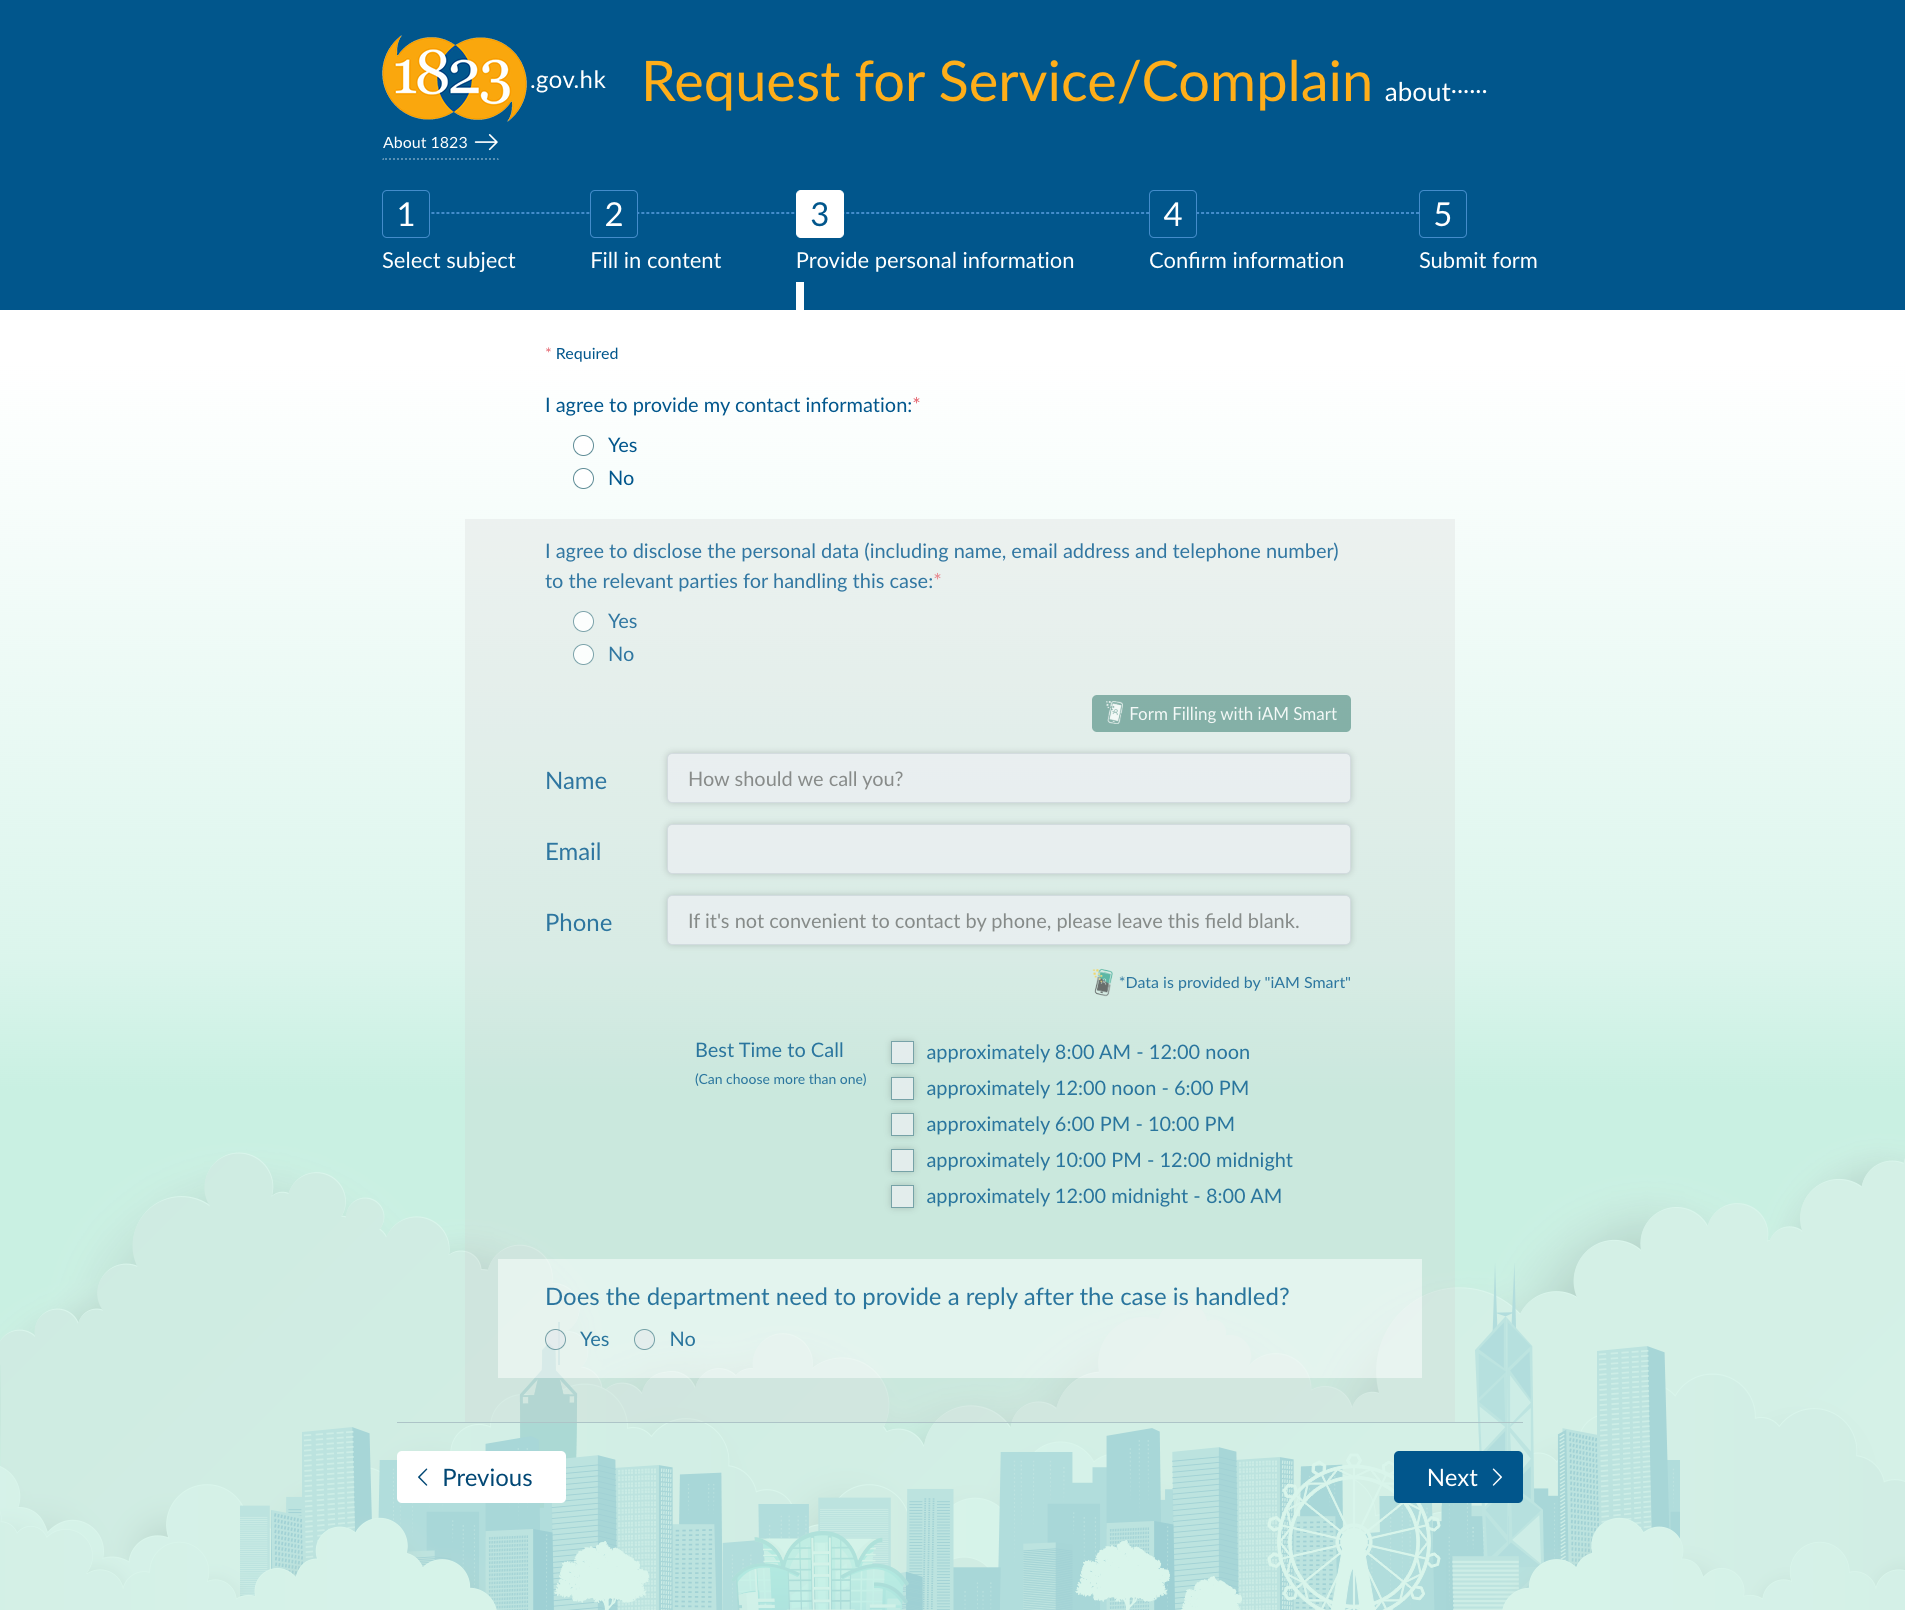 1823 .gov.hk
Request for Service/Complain about······
About 1823
1 2 3 4 5
Select subject Fill in content Provide personal information Confirm information Submit form
* Required
I agree to provide my contact information:*
Yes
No
I agree to disclose the personal data (including name, email address and telephone number)
to the relevant parties for handling this case:*
Yes
No
Form Filling with iAM Smart
Name How should we call you?
Email
Phone If it's not convenient to contact by phone, please leave this field blank.
*Data is provided by "iAM Smart"
Best Time to Call
(Can choose more than one)
approximately 8:00 AM - 12:00 noon
approximately 12:00 noon - 6:00 PM
approximately 6:00 PM - 10:00 PM
approximately 10:00 PM - 12:00 midnight
approximately 12:00 midnight - 8:00 AM
Does the department need to provide a reply after the case is handled?
Yes No
Previous Next